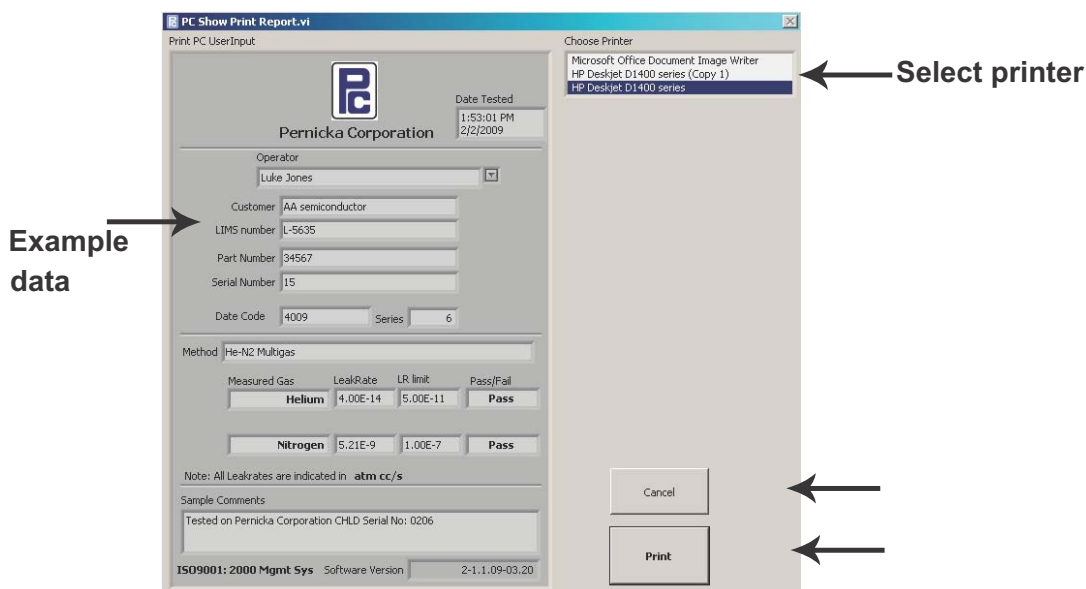 PC Show Print Report.vi
Print PC UserInput
Choose Printer
Microsoft Office Document Image Writer
HP Deskjet D1400 series (Copy 1)
HP Deskjet D1400 series
Select printer
PC
Pernicka Corporation
Date Tested
1:53:01 PM
2/2/2009
Operator
Luke Jones
Example
data
Customer AA semiconductor
LIMS number L-5635
Part Number 34567
Serial Number 15
Date Code 4009 Series 6
Method He-N2 Multigas
Measured Gas LeakRate LR limit Pass/Fail
Helium 4.00E-14 5.00E-11 Pass
Nitrogen 5.21E-9 1.00E-7 Pass
Note: All Leakrates are indicated in atm cc/s
Sample Comments
Tested on Pernicka Corporation CHLD Serial No: 0206
ISO9001: 2000 Mgmt Sys Software Version 2-1.1.09-03.20
Cancel
Print